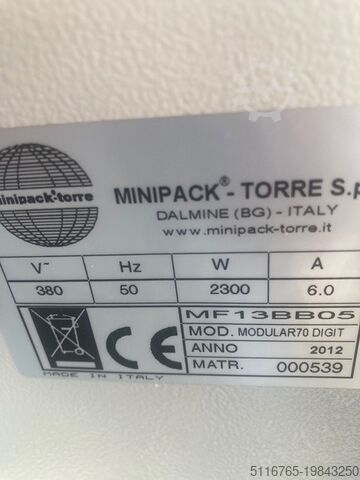 minipack-torre
MINIPACK® - TORRE S.p
DALMINE (BG) - ITALY
www.minipack-torre.it
V~ Hz W A
380 50 2300 6.0
MF13BB05
MOD. MODULAR70 DIGIT
ANNO 2012
MATR. 000539
CE
MADE IN ITALY
5116765-19843250